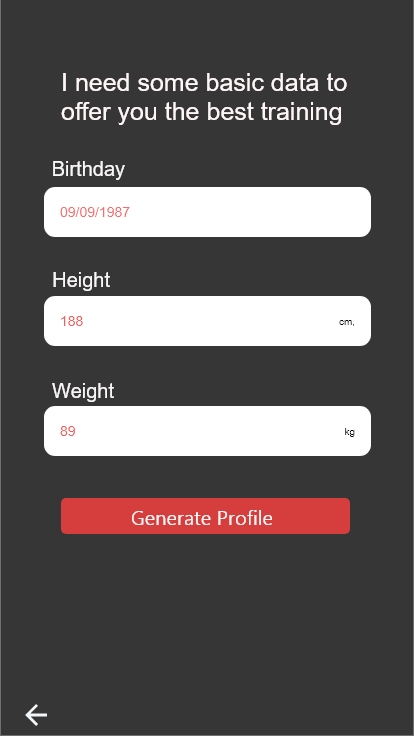 I need some basic data to
offer you the best training
Birthday
09/09/1987
Height
188 cm,
Weight
89 kg
Generate Profile